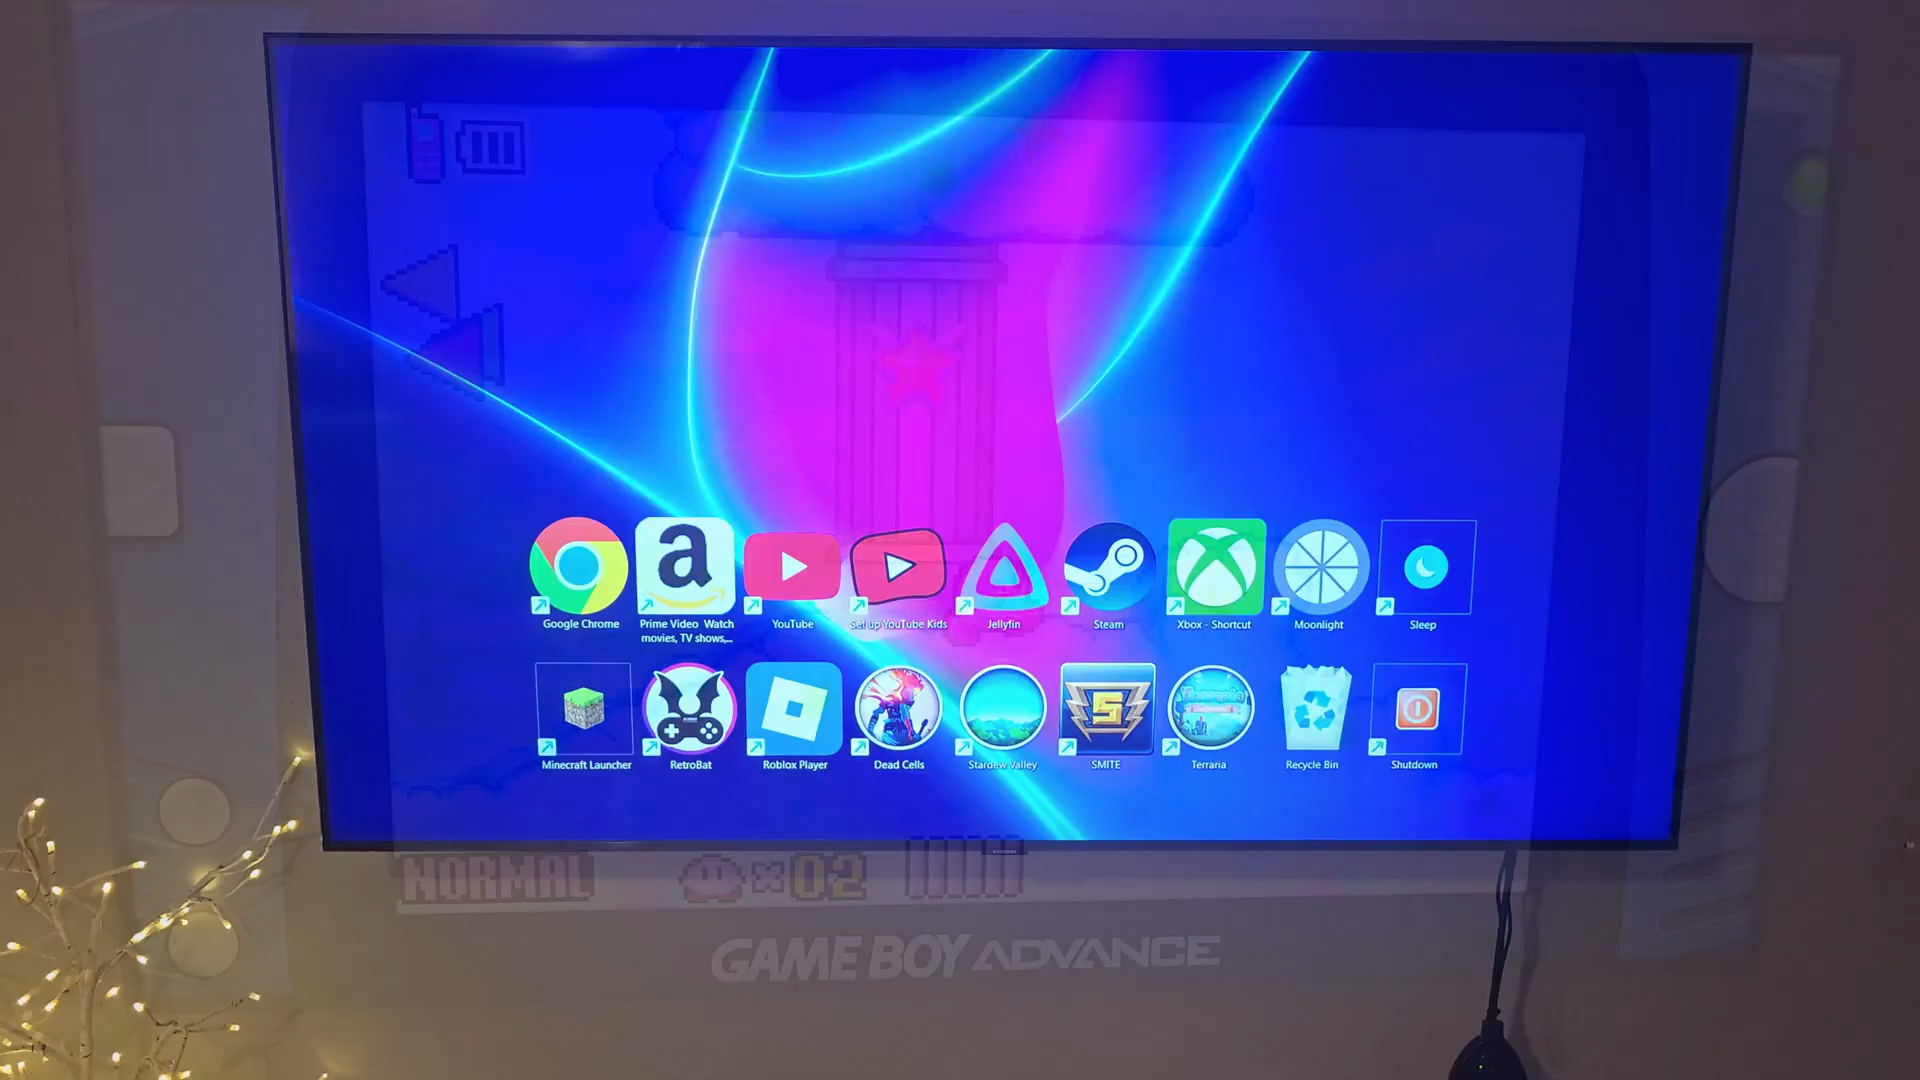 Google Chrome
Prime Video Watch
movies, TV shows,...
YouTube
Set up YouTube Kids
Jellyfin
Steam
Xbox - Shortcut
Moonlight
Sleep
Minecraft Launcher
RetroBat
Roblox Player
Dead Cells
Stardew Valley
SMITE
Terraria
Recycle Bin
Shutdown
NORMAL
×02
GAME BOY ADVANCE